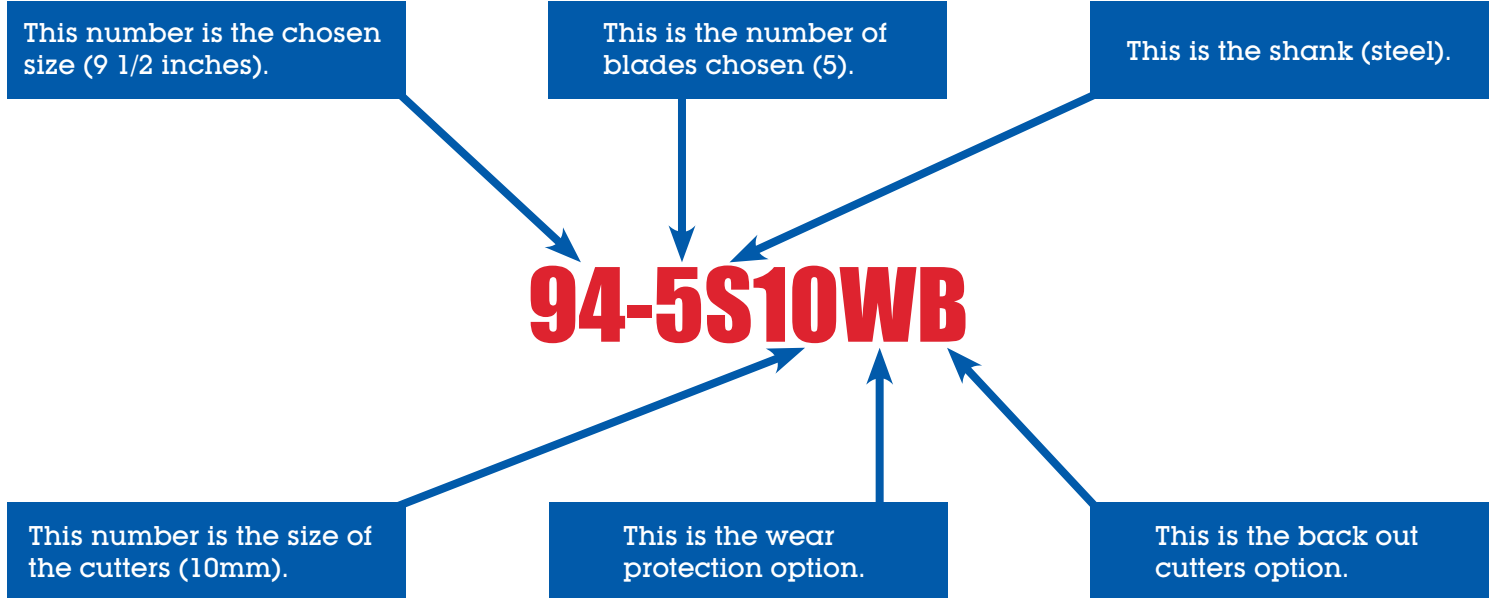 This number is the chosen
size (9 1/2 inches).
This is the number of
blades chosen (5).
This is the shank (steel).
94-5S10WB
This number is the size of
the cutters (10mm).
This is the wear
protection option.
This is the back out
cutters option.